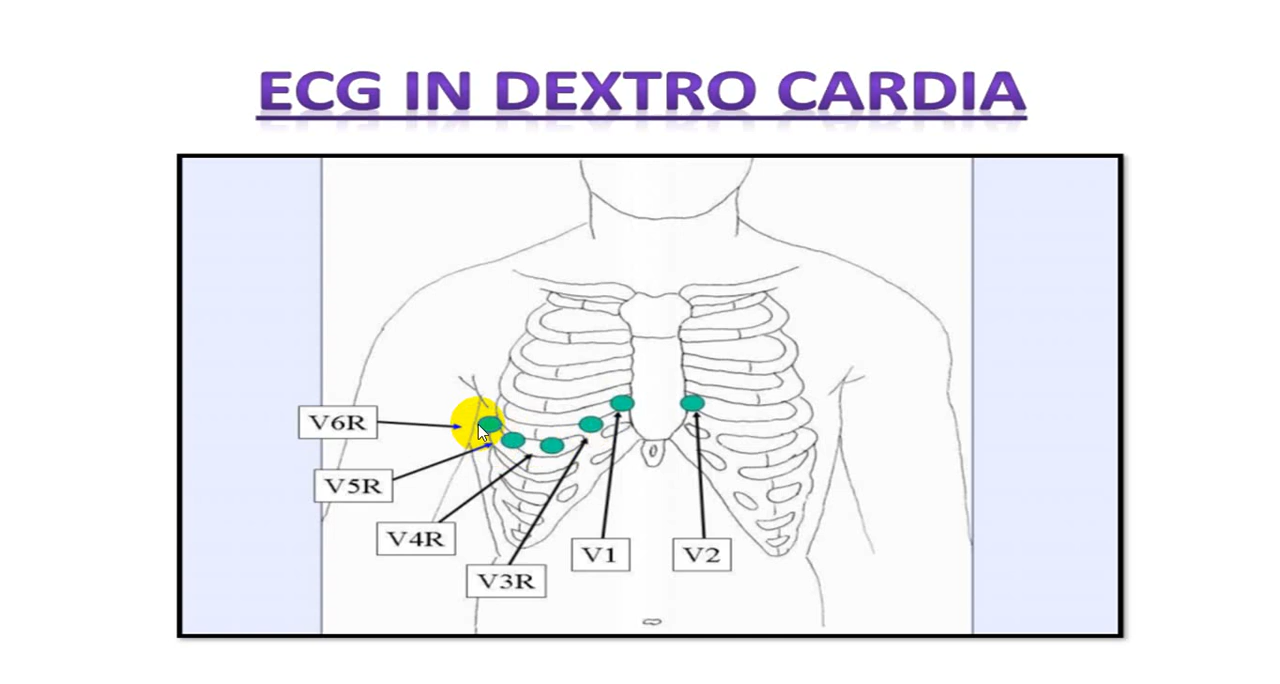 ECG IN DEXTRO CARDIA
V6R
V5R
V4R
V3R
V1
V2